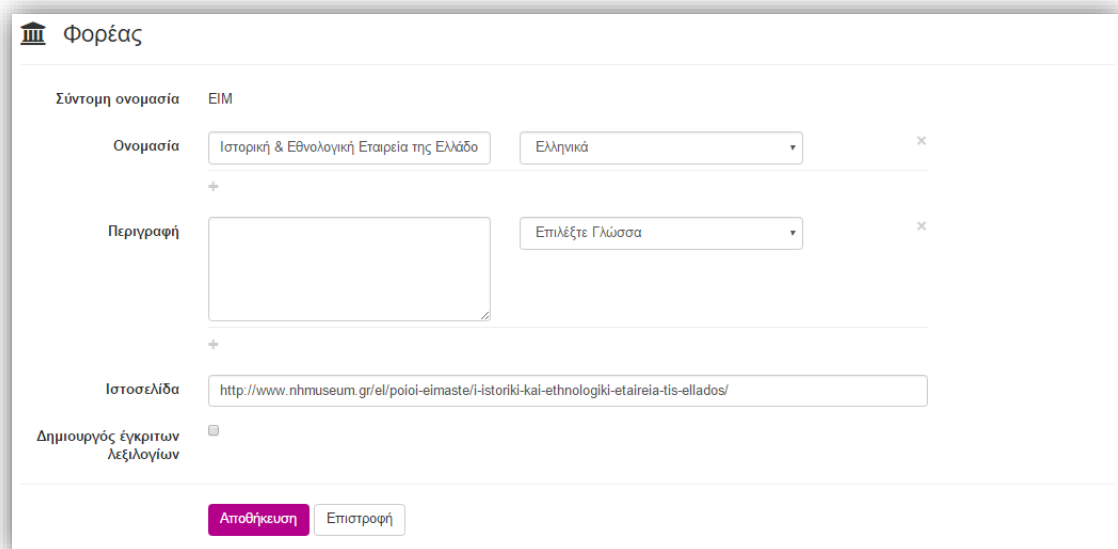 Φορέας
Σύντομη ονομασία ΕΙΜ
Ονομασία Ιστορική & Εθνολογική Εταιρεία της Ελλάδο Ελληνικά ×
+
Περιγραφή Επιλέξτε Γλώσσα ×
+
Ιστοσελίδα http://www.nhmuseum.gr/el/poioi-eimaste/i-istoriki-kai-ethnologiki-etaireia-tis-ellados/
Δημιουργός έγκριτων
λεξιλογίων
Αποθήκευση Επιστροφή